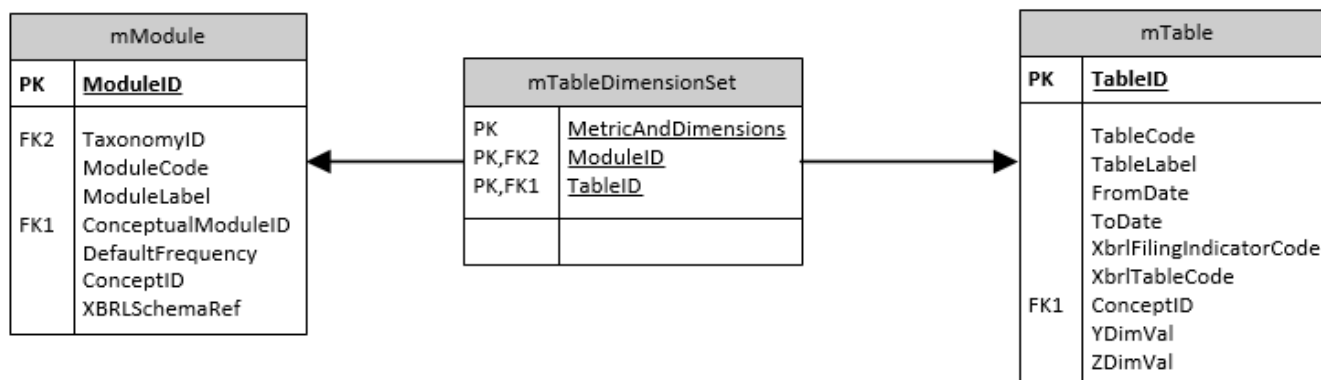 mModule
PK ModuleID
FK2 TaxonomyID
ModuleCode
ModuleLabel
FK1 ConceptualModuleID
DefaultFrequency
ConceptID
XBRLSchemaRef
mTableDimensionSet
PK MetricAndDimensions
PK,FK2 ModuleID
PK,FK1 TableID
mTable
PK TableID
TableCode
TableLabel
FromDate
ToDate
XbrlFilingIndicatorCode
XbrlTableCode
FK1 ConceptID
YDimVal
ZDimVal